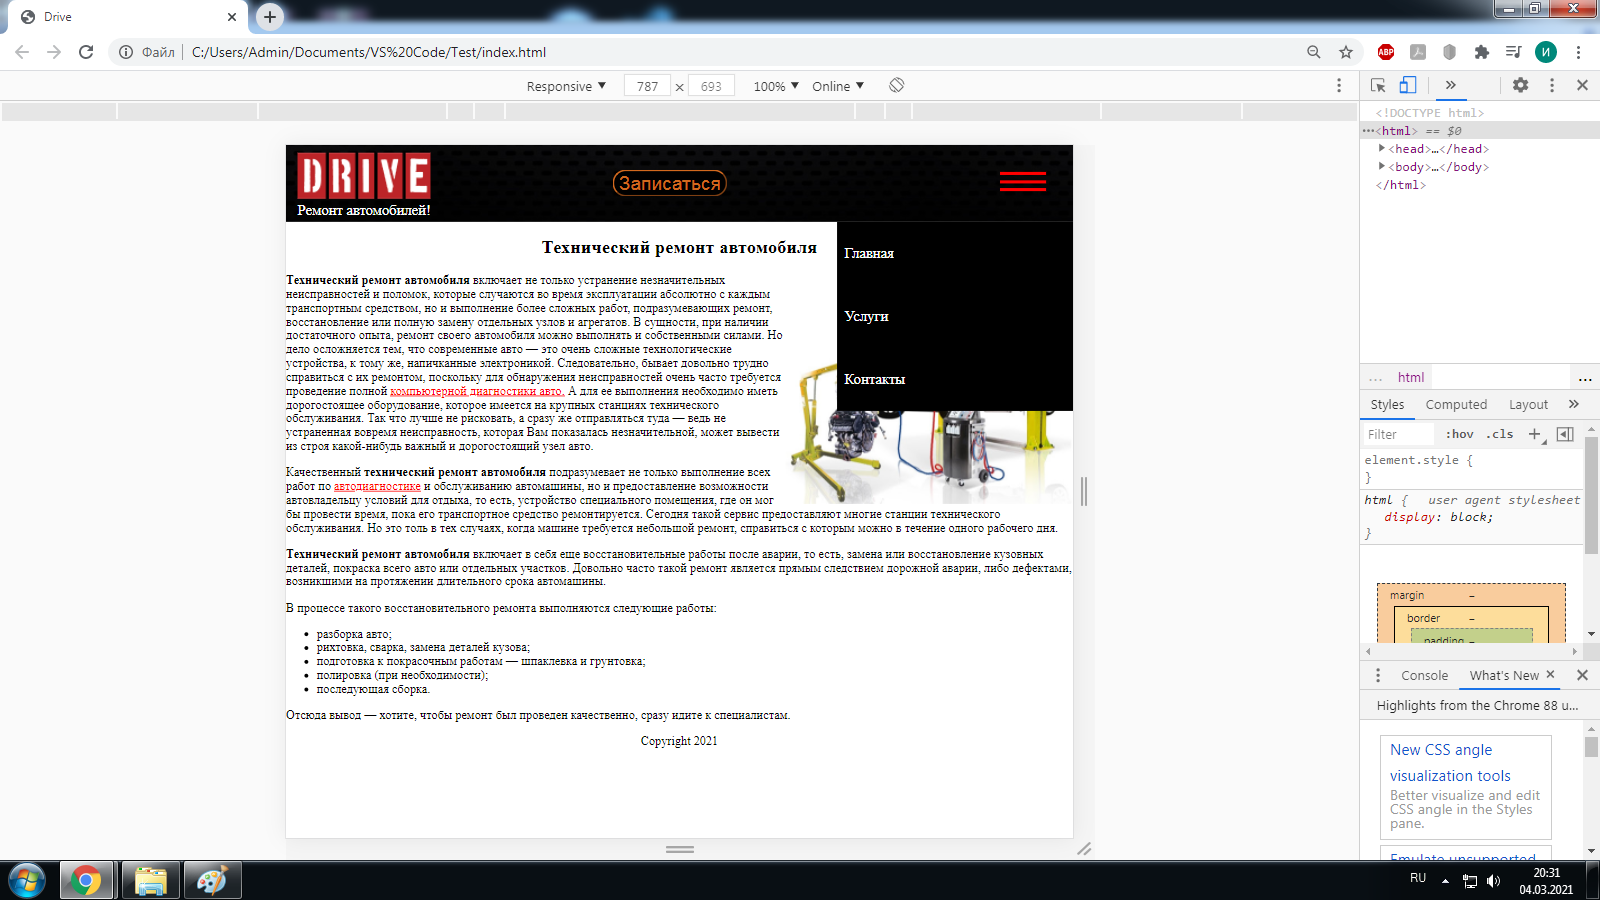 Drive
Файл
C:/Users/Admin/Documents/VS%20Code/Test/index.html
ABP
И
Responsive
787 × 693
100%
Online
<!DOCTYPE html>
<html> == $0
<head>…</head>
<body>…</body>
</html>
DRIVE
Ремонт автомобилей!
Записаться
Главная
Услуги
Контакты
Технический ремонт автомобиля
Технический ремонт автомобиля включает не только устранение незначительных
неисправностей и поломок, которые случаются во время эксплуатации абсолютно с каждым
транспортным средством, но и выполнение более сложных работ, подразумевающих ремонт,
восстановление или полную замену отдельных узлов и агрегатов. В сущности, при наличии
достаточного опыта, ремонт своего автомобиля можно выполнять и собственными силами. Но
дело осложняется тем, что современные авто — это очень сложные технологические
устройства, к тому же, напичканные электроникой. Следовательно, бывает довольно трудно
справиться с их ремонтом, поскольку для обнаружения неисправностей очень часто требуется
проведение полной компьютерной диагностики авто. А для ее выполнения необходимо иметь
дорогостоящее оборудование, которое имеется на крупных станциях технического
обслуживания. Так что лучше не рисковать, а сразу же отправляться туда — ведь не
устраненная вовремя неисправность, которая Вам показалась незначительной, может вывести
из строя какой-нибудь важный и дорогостоящий узел авто.
Качественный технический ремонт автомобиля подразумевает не только выполнение всех
работ по автодиагностике и обслуживанию автомашины, но и предоставление возможности
автовладельцу условий для отдыха, то есть, устройство специального помещения, где он мог
бы провести время, пока его транспортное средство ремонтируется. Сегодня такой сервис предоставляют многие станции технического
обслуживания. Но это толь в тех случаях, когда машине требуется небольшой ремонт, справиться с которым можно в течение одного рабочего дня.
Технический ремонт автомобиля включает в себя еще восстановительные работы после аварии, то есть, замена или восстановление кузовных
деталей, покраска всего авто или отдельных участков. Довольно часто такой ремонт является прямым следствием дорожной аварии, либо дефектами,
возникшими на протяжении длительного срока автомашины.
В процессе такого восстановительного ремонта выполняются следующие работы:
разборка авто;
рихтовка, сварка, замена деталей кузова;
подготовка к покрасочным работам — шпаклевка и грунтовка;
полировка (при необходимости);
последующая сборка.
Отсюда вывод — хотите, чтобы ремонт был проведен качественно, сразу идите к специалистам.
Copyright 2021
... html ...
Styles Computed Layout
Filter :hov .cls
element.style {
}
html { user agent stylesheet
display: block;
}
margin –
border –
padding –
Console What's New
Highlights from the Chrome 88 u...
New CSS angle
visualization tools
Better visualize and edit
CSS angle in the Styles
pane.
Emulate unsupported
RU
20:31
04.03.2021